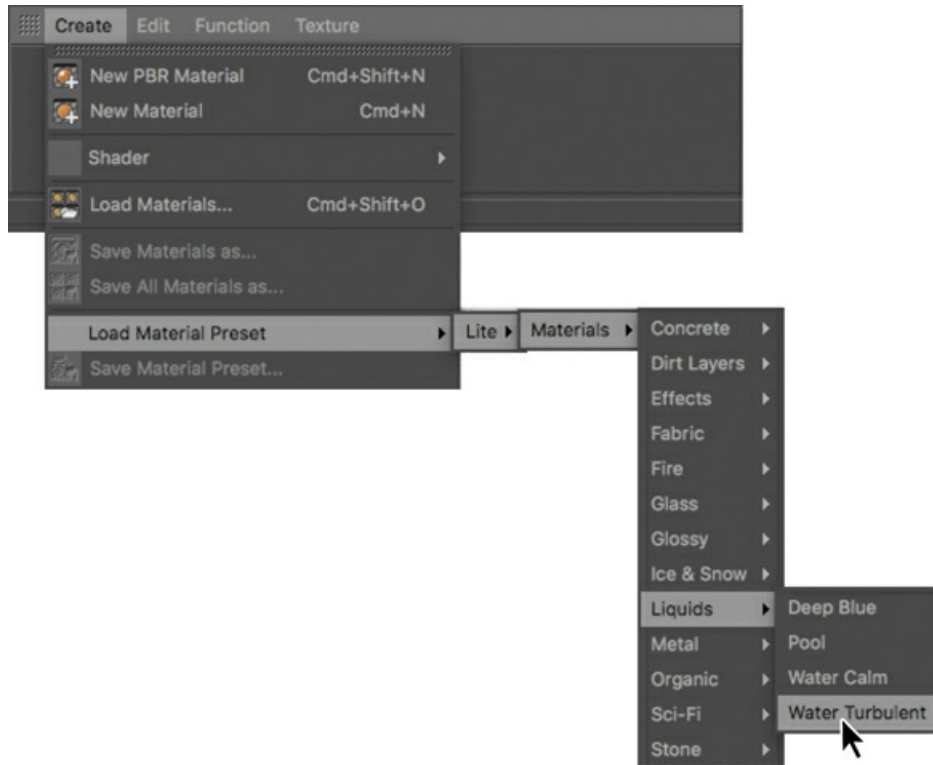 Create Edit Function Texture
New PBR Material Cmd+Shift+N
New Material Cmd+N
Shader
Load Materials... Cmd+Shift+O
Save Materials as...
Save All Materials as...
Load Material Preset
Save Material Preset...
Lite
Materials
Concrete
Dirt Layers
Effects
Fabric
Fire
Glass
Glossy
Ice & Snow
Liquids
Metal
Organic
Sci-Fi
Stone
Deep Blue
Pool
Water Calm
Water Turbulent